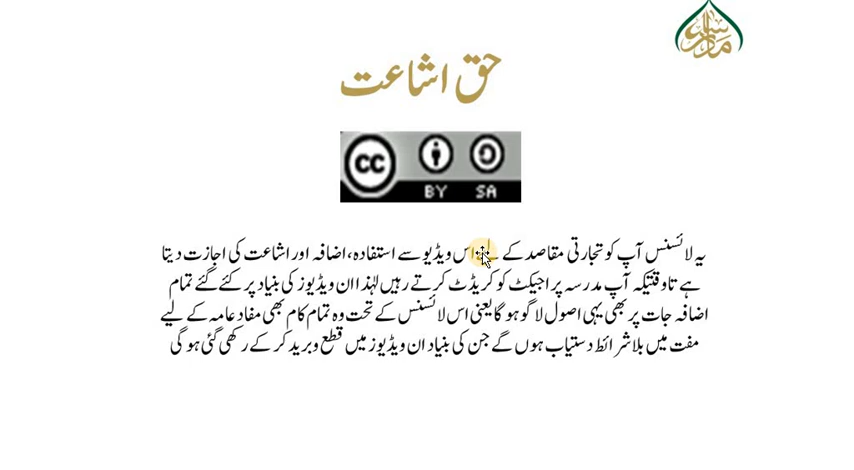 مدرسہ
حق اشاعت
cc
BY SA
یہ لائسنس آپ کو تجارتی مقاصد کے لئے اس ویڈیو سے استفادہ، اضافہ اور اشاعت کی اجازت دیتا
ہے تاوقتیکہ آپ مدرسہ پراجیکٹ کو کریڈٹ کرتے رہیں لہٰذا ان ویڈیوز کی بنیاد پر کئے گئے تمام
اضافہ جات پر بھی یہی اصول لاگو ہوگا یعنی اس لائسنس کے تحت وہ تمام کام بھی مفاد عامہ کے لیے
مفت میں بلاشرائط دستیاب ہوں گے جن کی بنیاد ان ویڈیوز میں قطع وبرید کر کے رکھی گئی ہوگی